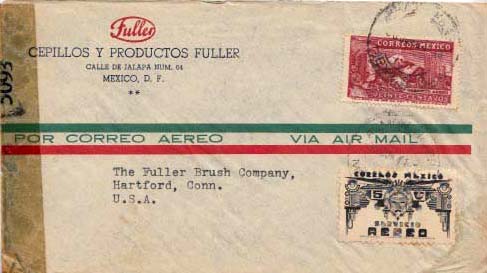 Fuller
CEPILLOS Y PRODUCTOS FULLER
CALLE DE JALAPA NUM. 64
MEXICO, D. F.
**
5093
CORREOS MEXICO
POR CORREO AEREO VIA AIR MAIL
The Fuller Brush Company,
Hartford, Conn.
U.S.A.
CORREOS MEXICO
15
SERVICIO
AEREO